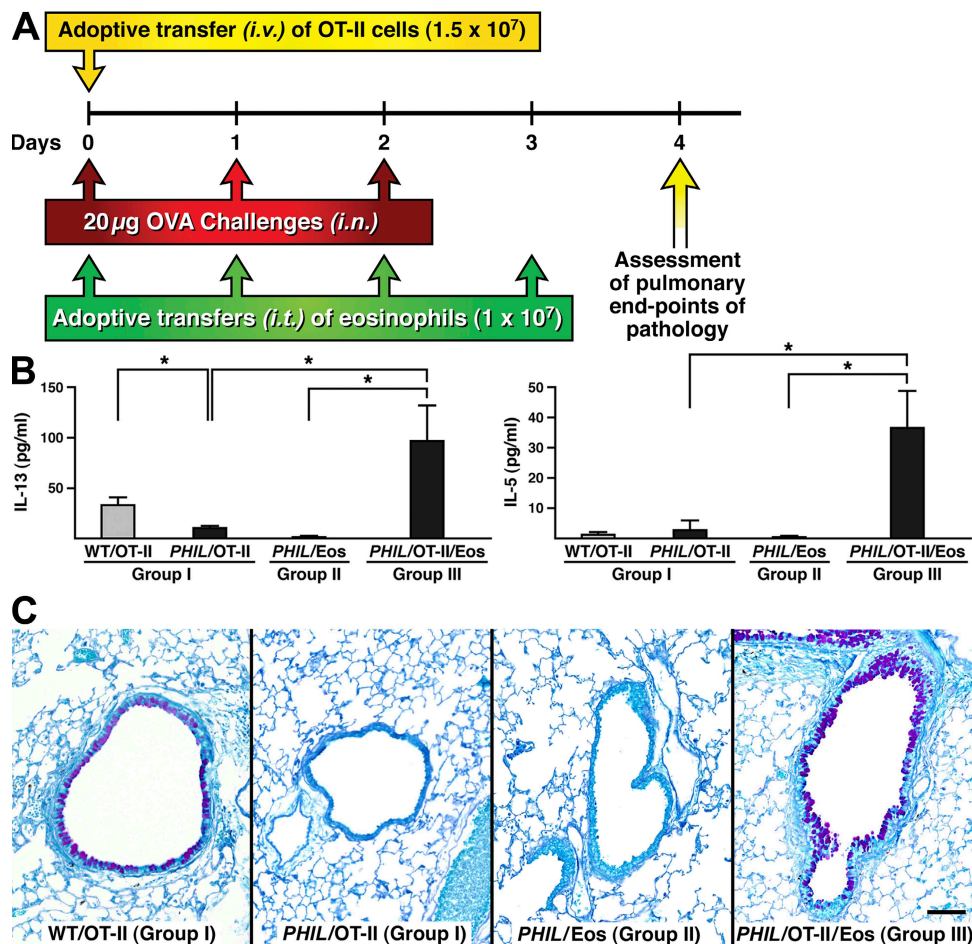 A
Adoptive transfer (i.v.) of OT-II cells (1.5 x 10⁷)
Days 0 1 2 3 4
20µg OVA Challenges (i.n.)
Adoptive transfers (i.t.) of eosinophils (1 x 10⁷)
Assessment
of pulmonary
end-points of
pathology
B
IL-13 (pg/ml)
150
100
50
*
*
*
WT/OT-II PHIL/OT-II PHIL/Eos PHIL/OT-II/Eos
Group I Group II Group III
IL-5 (pg/ml)
50
40
30
20
10
*
*
WT/OT-II PHIL/OT-II PHIL/Eos PHIL/OT-II/Eos
Group I Group II Group III
C
WT/OT-II (Group I) PHIL/OT-II (Group I) PHIL/Eos (Group II) PHIL/OT-II/Eos (Group III)